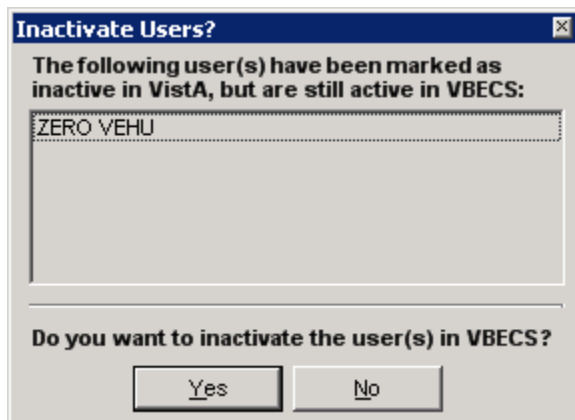 Inactivate Users?
The following user(s) have been marked as
inactive in VistA, but are still active in VBECS:
ZERO VEHU
Do you want to inactivate the user(s) in VBECS?
Yes
No